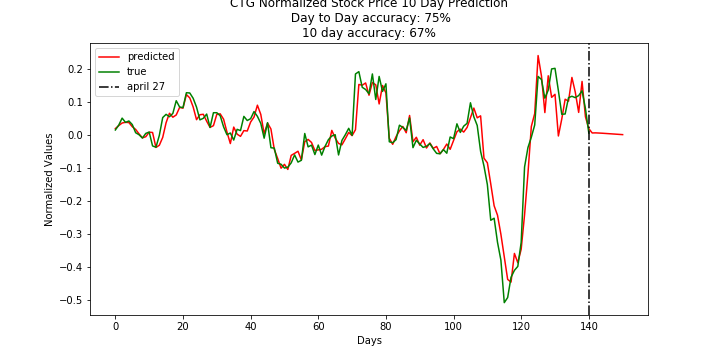 CTG Normalized Stock Price 10 Day Prediction
Day to Day accuracy: 75%
10 day accuracy: 67%
predicted
true
april 27
Normalized Values
0.2
0.1
0.0
−0.1
−0.2
−0.3
−0.4
−0.5
0 20 40 60 80 100 120 140
Days